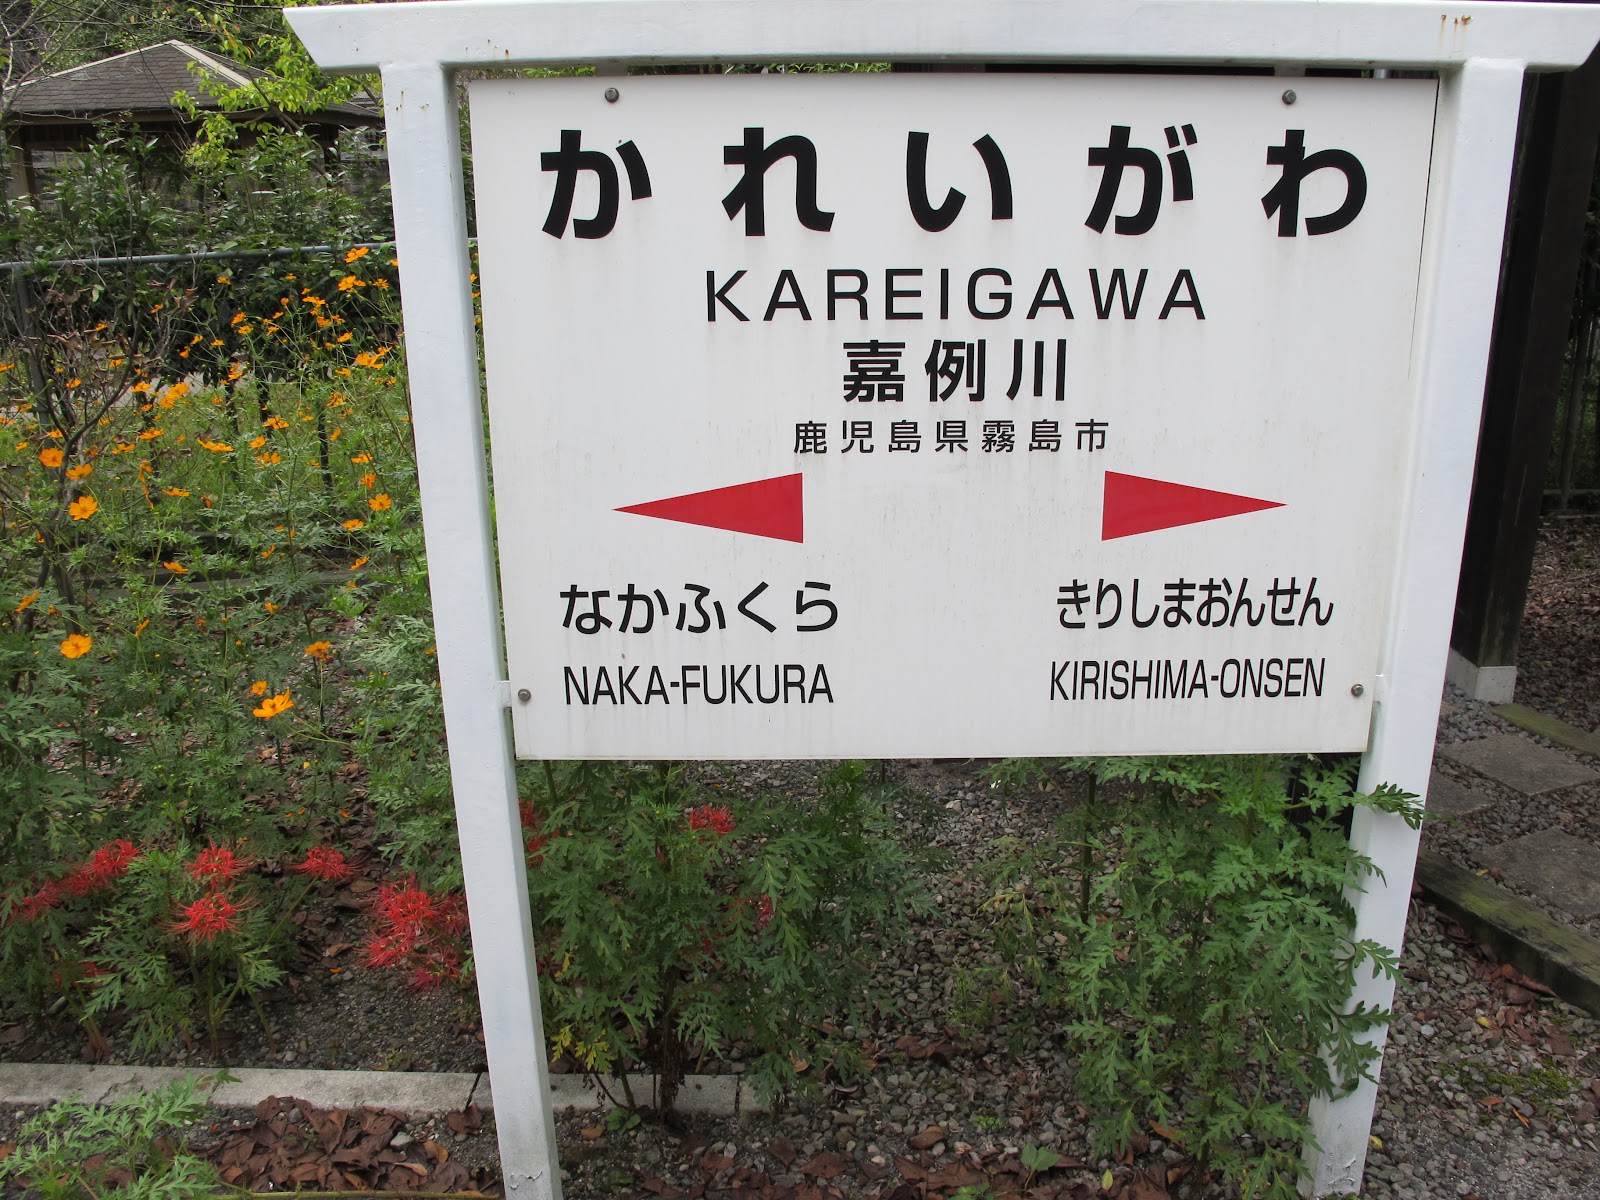 かれいがわ
KAREIGAWA
嘉例川
鹿児島県霧島市
なかふくら きりしまおんせん
NAKA-FUKURA KIRISHIMA-ONSEN